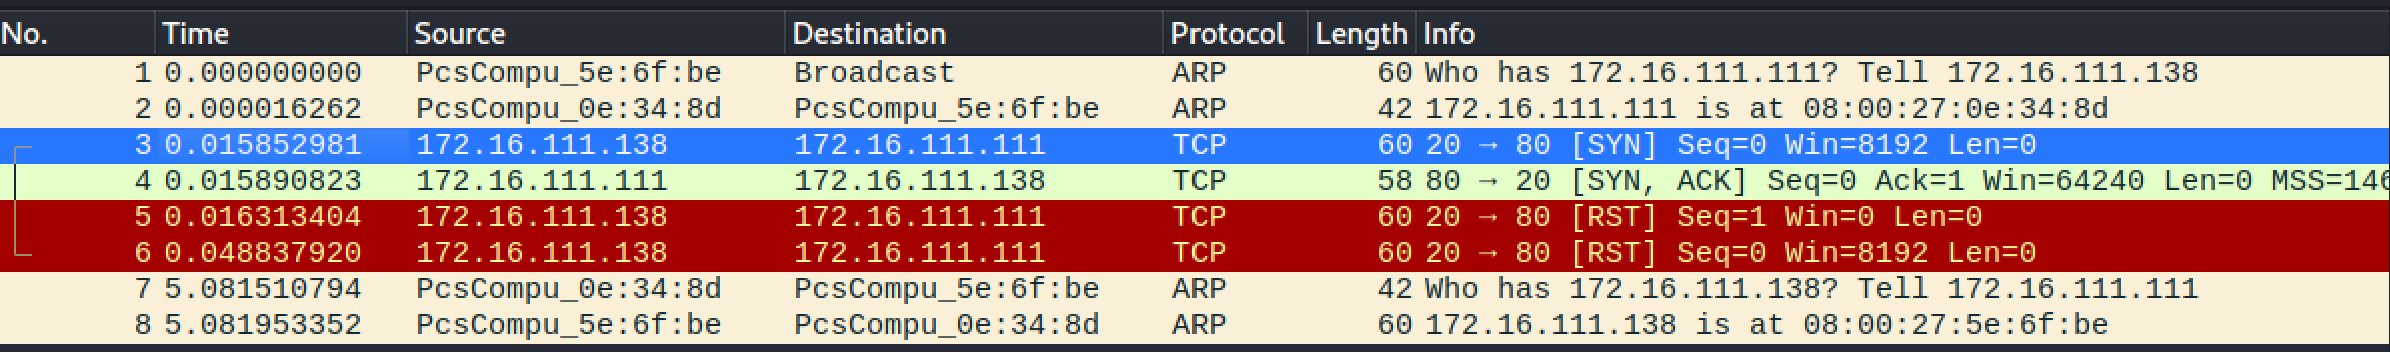 No. Time Source Destination Protocol Length Info
1 0.000000000 PcsCompu_5e:6f:be Broadcast ARP 60 Who has 172.16.111.111? Tell 172.16.111.138
2 0.000016262 PcsCompu_0e:34:8d PcsCompu_5e:6f:be ARP 42 172.16.111.111 is at 08:00:27:0e:34:8d
3 0.015852981 172.16.111.138 172.16.111.111 TCP 60 20 → 80 [SYN] Seq=0 Win=8192 Len=0
4 0.015890823 172.16.111.111 172.16.111.138 TCP 58 80 → 20 [SYN, ACK] Seq=0 Ack=1 Win=64240 Len=0 MSS=146
5 0.016313404 172.16.111.138 172.16.111.111 TCP 60 20 → 80 [RST] Seq=1 Win=0 Len=0
6 0.048837920 172.16.111.138 172.16.111.111 TCP 60 20 → 80 [RST] Seq=0 Win=8192 Len=0
7 5.081510794 PcsCompu_0e:34:8d PcsCompu_5e:6f:be ARP 42 Who has 172.16.111.138? Tell 172.16.111.111
8 5.081953352 PcsCompu_5e:6f:be PcsCompu_0e:34:8d ARP 60 172.16.111.138 is at 08:00:27:5e:6f:be